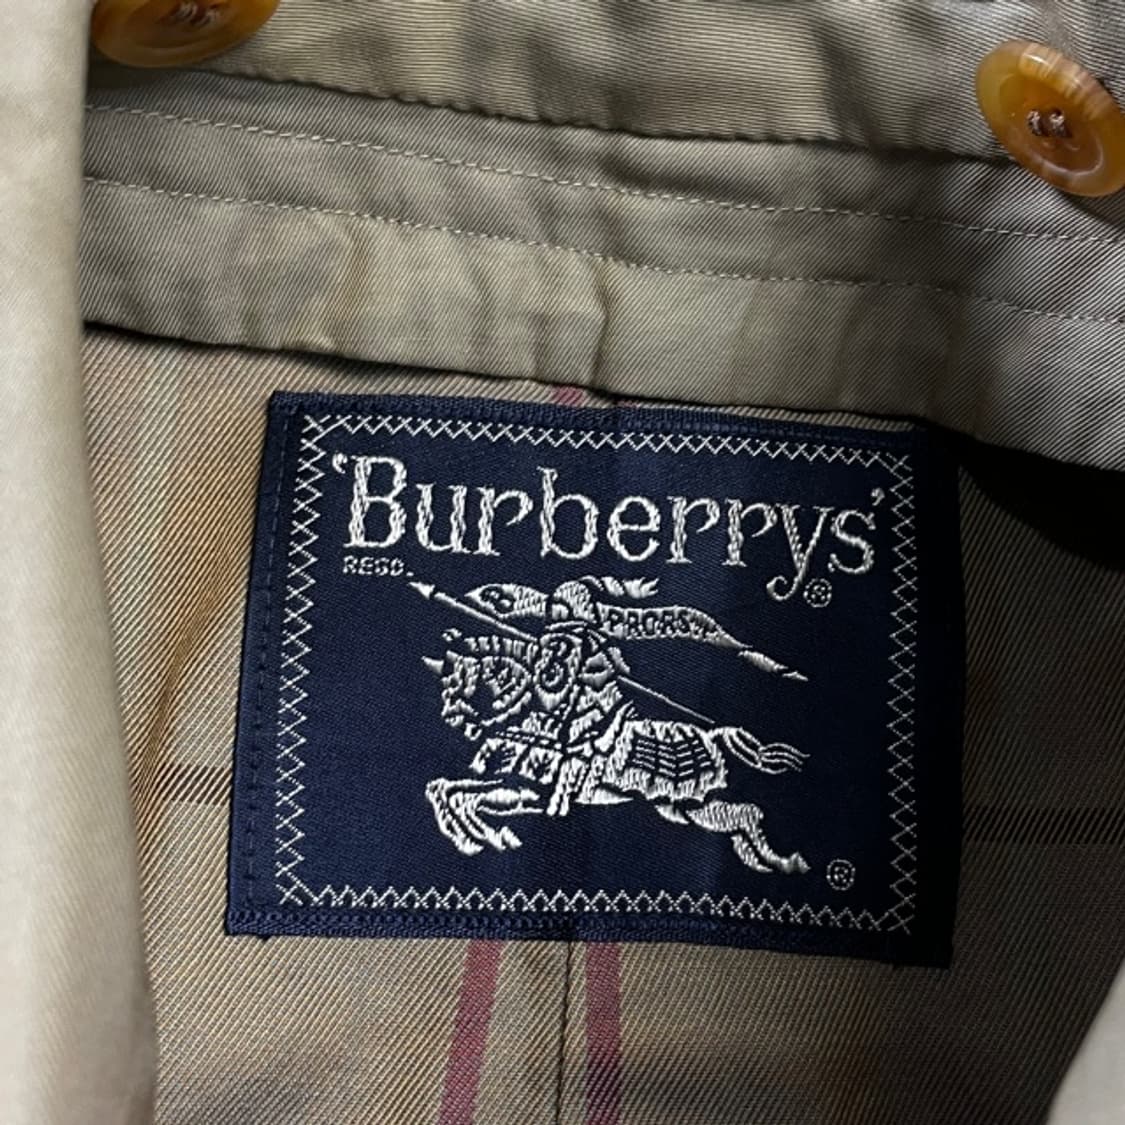 'Burberrys'
REGD. ®
B PRORSUM
B
®